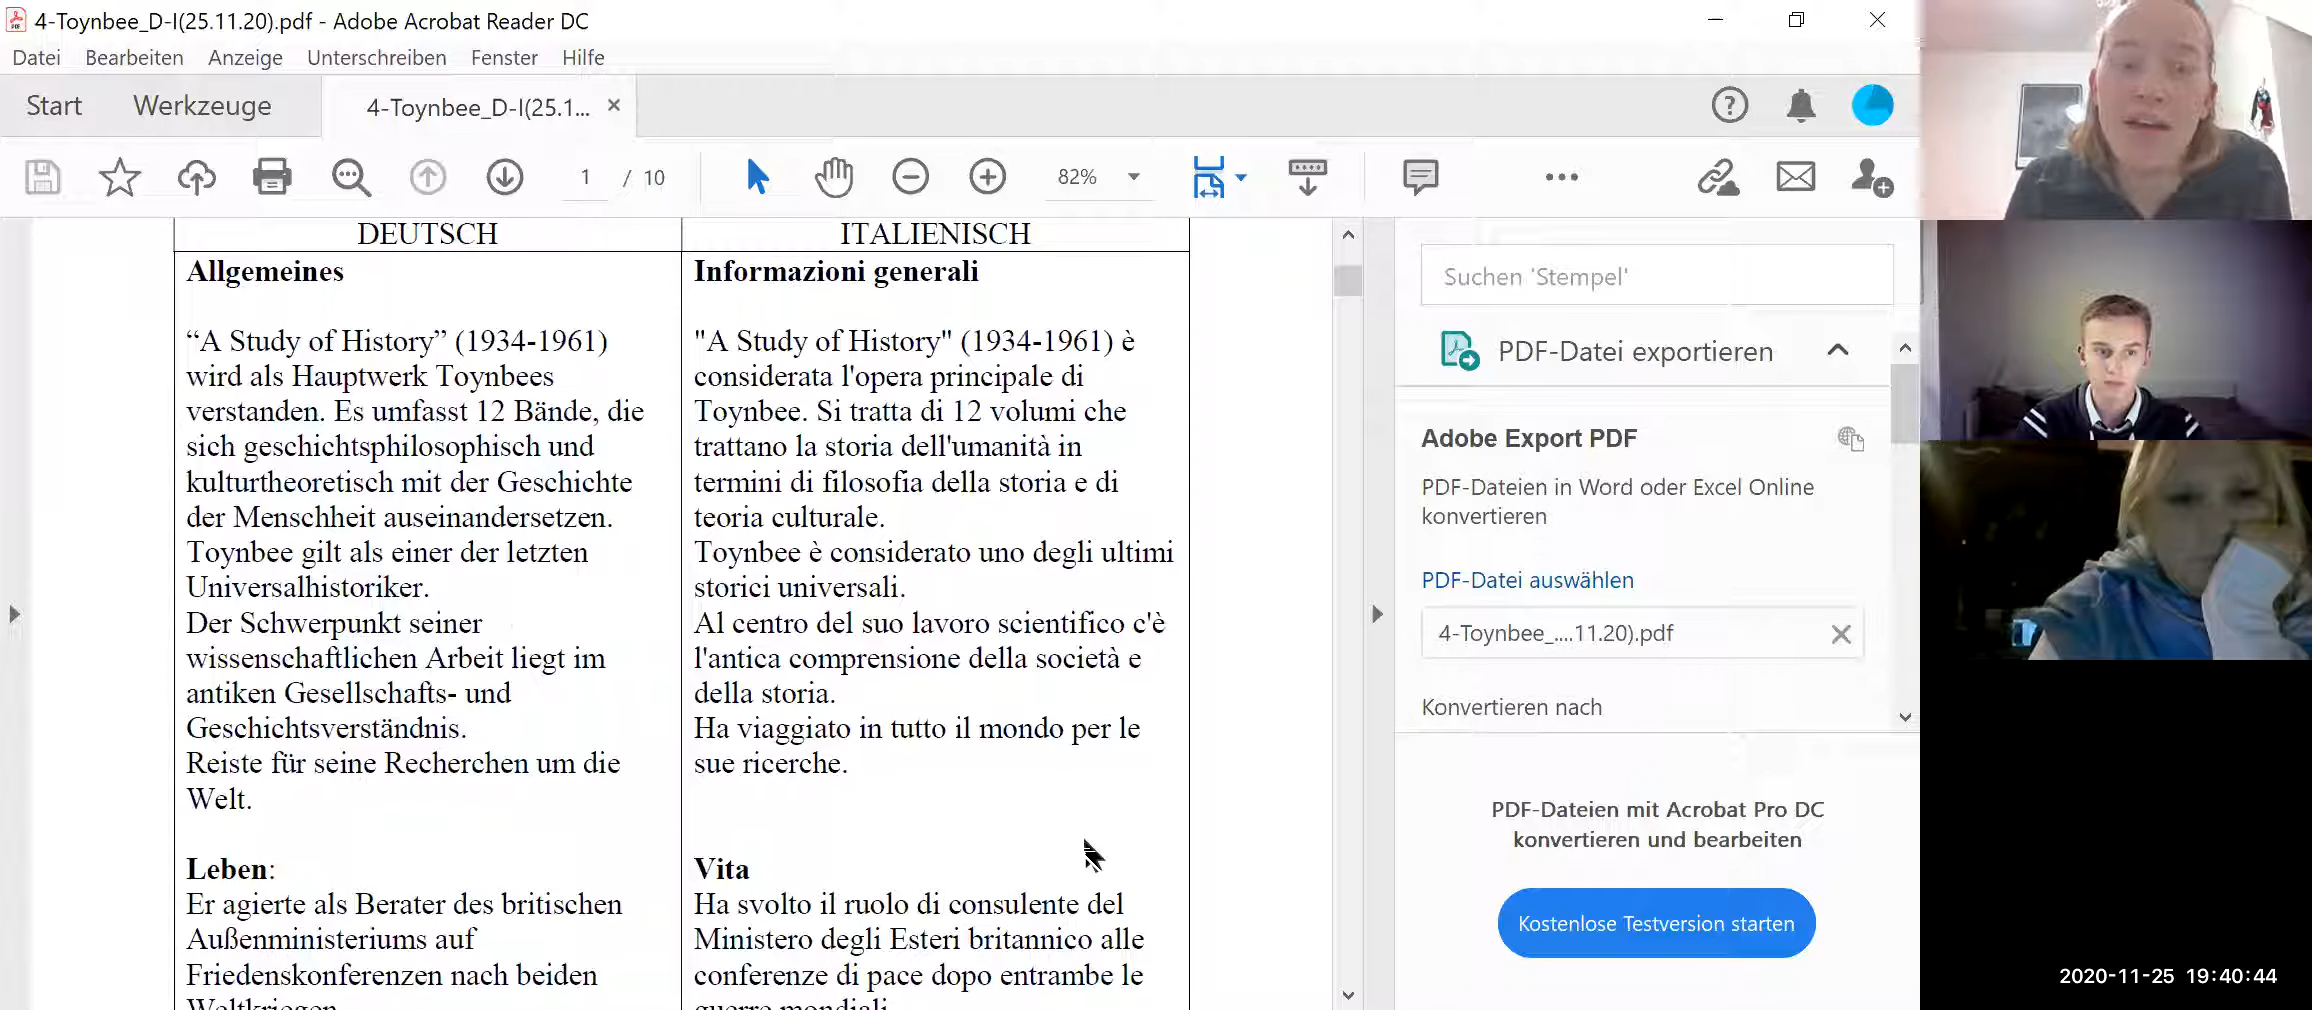 4-Toynbee_D-I(25.11.20).pdf - Adobe Acrobat Reader DC
Datei Bearbeiten Anzeige Unterschreiben Fenster Hilfe
Start Werkzeuge 4-Toynbee_D-I(25.1...
1 / 10 82%
DEUTSCH
Allgemeines
“A Study of History” (1934-1961)
wird als Hauptwerk Toynbees
verstanden. Es umfasst 12 Bände, die
sich geschichtsphilosophisch und
kulturtheoretisch mit der Geschichte
der Menschheit auseinandersetzen.
Toynbee gilt als einer der letzten
Universalhistoriker.
Der Schwerpunkt seiner
wissenschaftlichen Arbeit liegt im
antiken Gesellschafts- und
Geschichtsverständnis.
Reiste für seine Recherchen um die
Welt.
Leben:
Er agierte als Berater des britischen
Außenministeriums auf
Friedenskonferenzen nach beiden
Weltkriegen
ITALIENISCH
Informazioni generali
"A Study of History" (1934-1961) è
considerata l'opera principale di
Toynbee. Si tratta di 12 volumi che
trattano la storia dell'umanità in
termini di filosofia della storia e di
teoria culturale.
Toynbee è considerato uno degli ultimi
storici universali.
Al centro del suo lavoro scientifico c'è
l'antica comprensione della società e
della storia.
Ha viaggiato in tutto il mondo per le
sue ricerche.
Vita
Ha svolto il ruolo di consulente del
Ministero degli Esteri britannico alle
conferenze di pace dopo entrambe le
guerre mondiali
Suchen 'Stempel'
PDF-Datei exportieren
Adobe Export PDF
PDF-Dateien in Word oder Excel Online
konvertieren
PDF-Datei auswählen
4-Toynbee_....11.20).pdf
Konvertieren nach
PDF-Dateien mit Acrobat Pro DC
konvertieren und bearbeiten
Kostenlose Testversion starten
2020-11-25 19:40:44